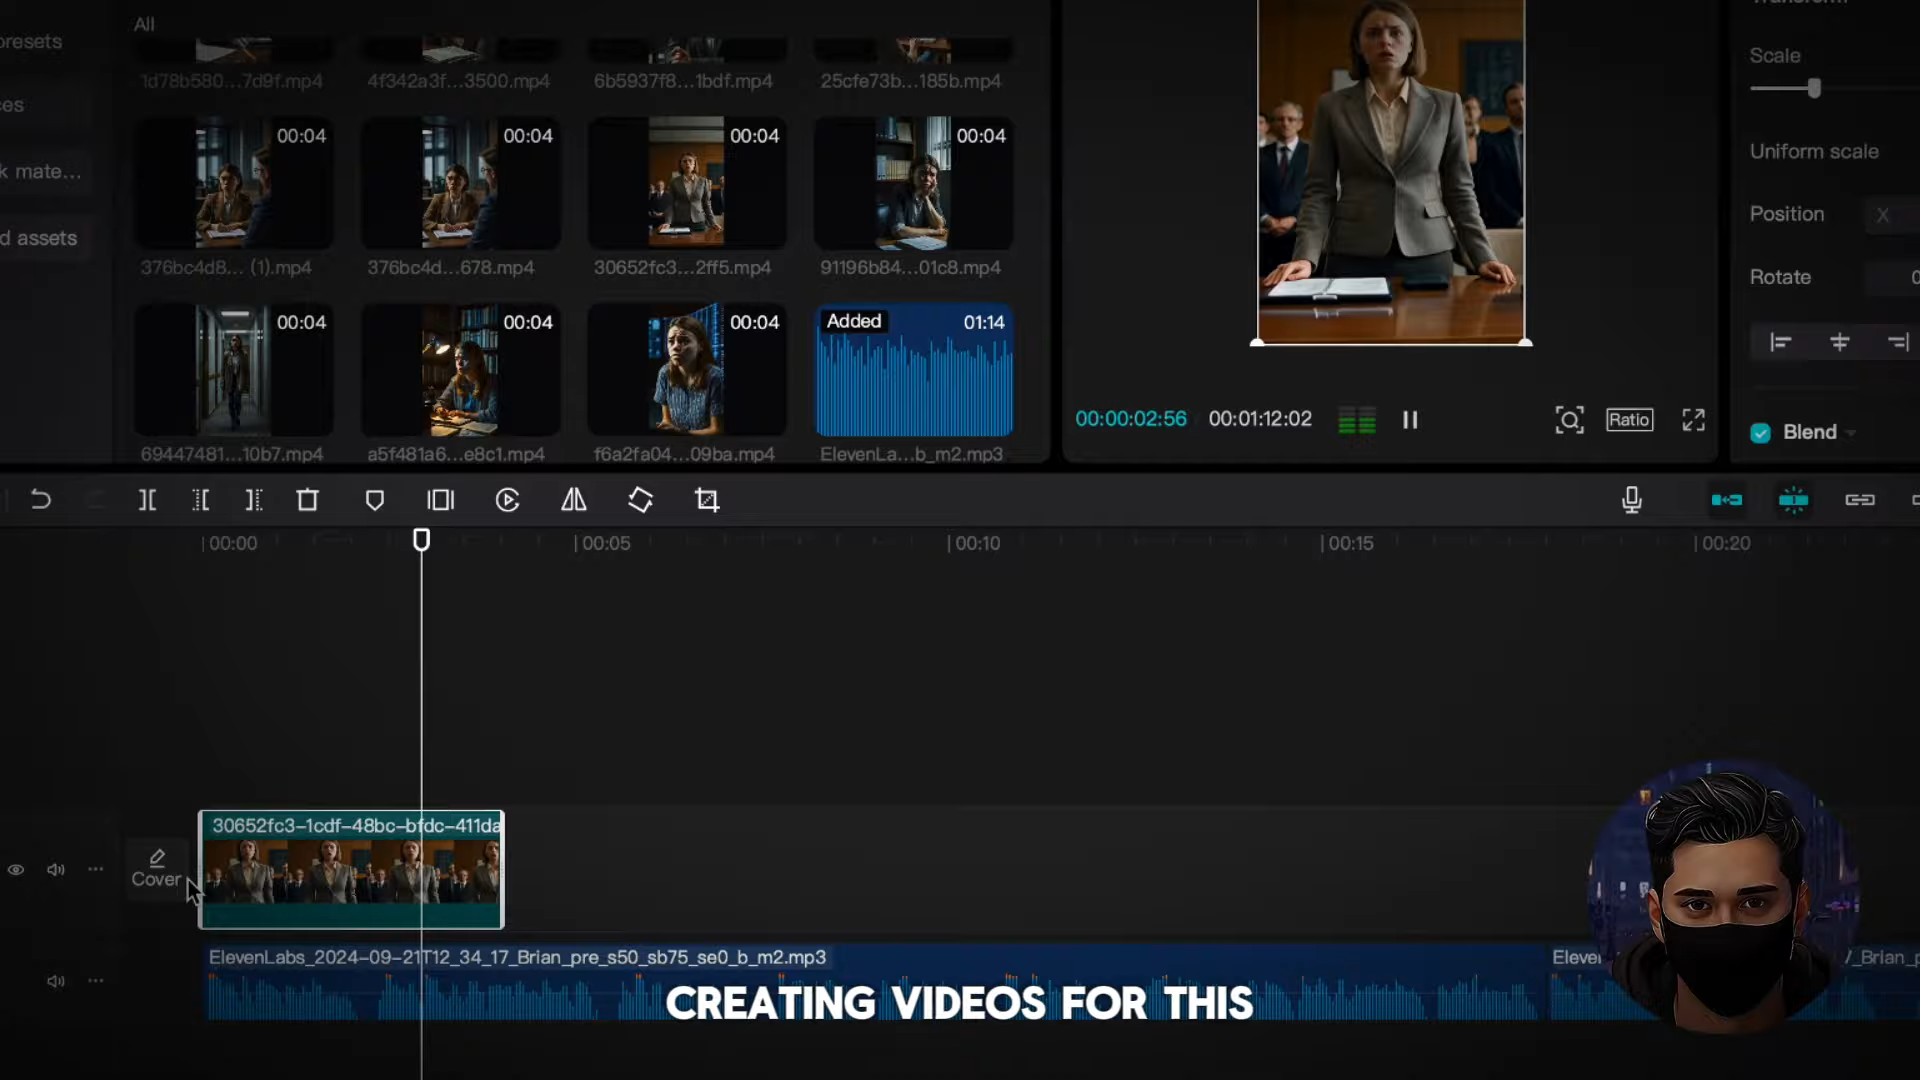 All
presets
1d78b580...7d9f.mp4
4f342a3f...3500.mp4
6b5937f8...1bdf.mp4
25cfe73b...185b.mp4
Scale
00:04
00:04
00:04
00:04
Uniform scale
k mate...
Position
X
d assets
376bc4d8... (1).mp4
376bc4d...678.mp4
30652fc3...2ff5.mp4
91196b84...01c8.mp4
Rotate
0
00:04
00:04
00:04
Added
01:14
00:00:02:56
00:01:12:02
Ratio
Blend
69447481...10b7.mp4
a5f481a6...e8c1.mp4
f6a2fa04...09ba.mp4
ElevenLa...b_m2.mp3
00:00
00:05
00:10
00:15
00:20
30652fc3-1cdf-48bc-bfdc-411da
Cover
ElevenLabs_2024-09-21T12_34_17_Brian_pre_s50_sb75_se0_b_m2.mp3
CREATING VIDEOS FOR THIS